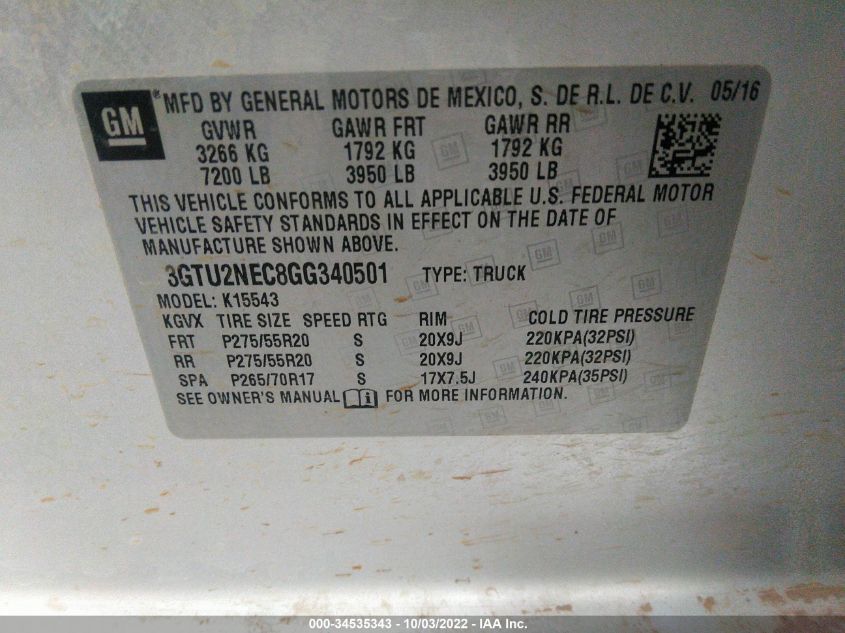 GM ® MFD BY GENERAL MOTORS DE MEXICO, S. DE R.L. DE C.V. 05/16
GVWR GAWR FRT GAWR RR
3266 KG 1792 KG 1792 KG
7200 LB 3950 LB 3950 LB
THIS VEHICLE CONFORMS TO ALL APPLICABLE U.S. FEDERAL MOTOR
VEHICLE SAFETY STANDARDS IN EFFECT ON THE DATE OF
MANUFACTURE SHOWN ABOVE.
3GTU2NEC8GG340501 TYPE: TRUCK
MODEL: K15543
KGVX TIRE SIZE SPEED RTG RIM COLD TIRE PRESSURE
FRT P275/55R20 S 20X9J 220KPA(32PSI)
RR P275/55R20 S 20X9J 220KPA(32PSI)
SPA P265/70R17 S 17X7.5J 240KPA(35PSI)
SEE OWNER'S MANUAL i FOR MORE INFORMATION.
000-34535343 - 10/03/2022 - IAA Inc.